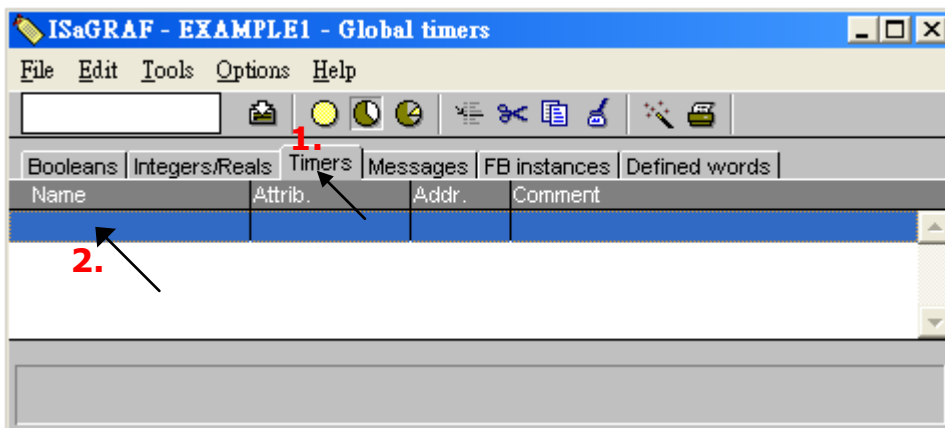 ISaGRAF - EXAMPLE1 - Global timers
File Edit Tools Options Help
1.
Booleans Integers/Reals Timers Messages FB instances Defined words
Name Attrib. Addr. Comment
2.